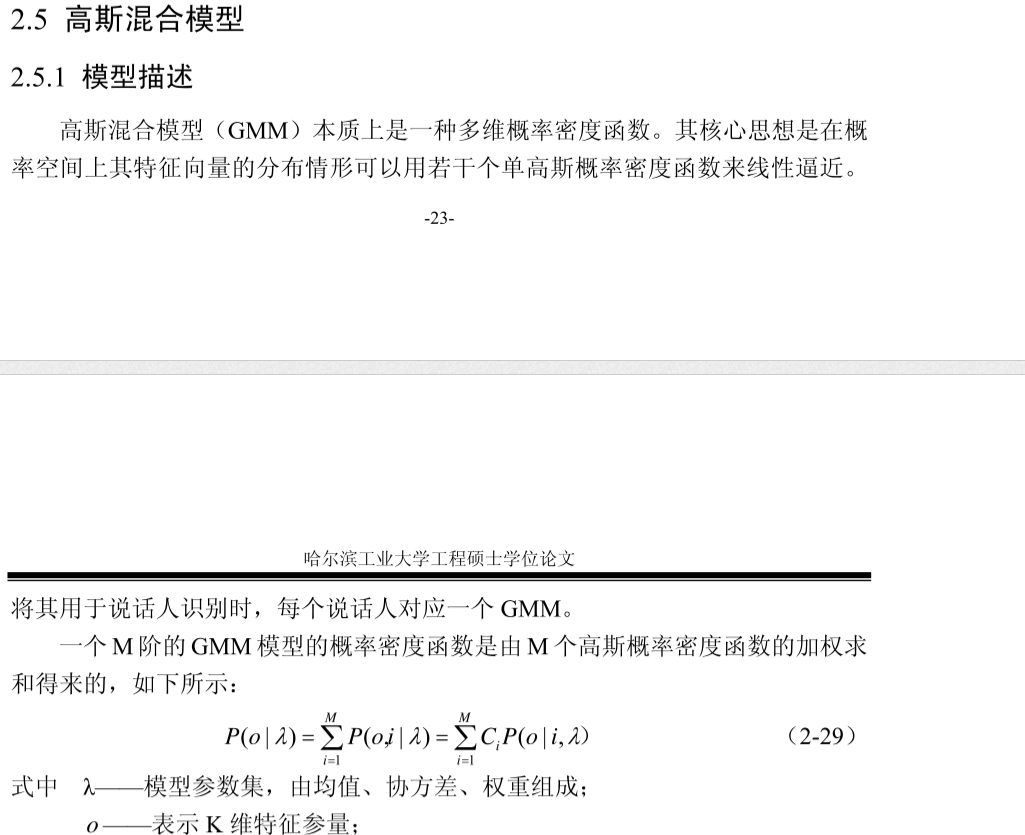 2.5 高斯混合模型
2.5.1 模型描述
高斯混合模型（GMM）本质上是一种多维概率密度函数。其核心思想是在概
率空间上其特征向量的分布情形可以用若干个单高斯概率密度函数来线性逼近。
-23-
哈尔滨工业大学工程硕士学位论文
将其用于说话人识别时，每个说话人对应一个 GMM。
一个 M 阶的 GMM 模型的概率密度函数是由 M 个高斯概率密度函数的加权求
和得来的，如下所示：
P(o | λ) = ∑_{i=1}^{M} P(o,i | λ) = ∑_{i=1}^{M} C_i P(o | i, λ) （2-29）
式中 λ——模型参数集，由均值、协方差、权重组成；
o ——表示 K 维特征参量；